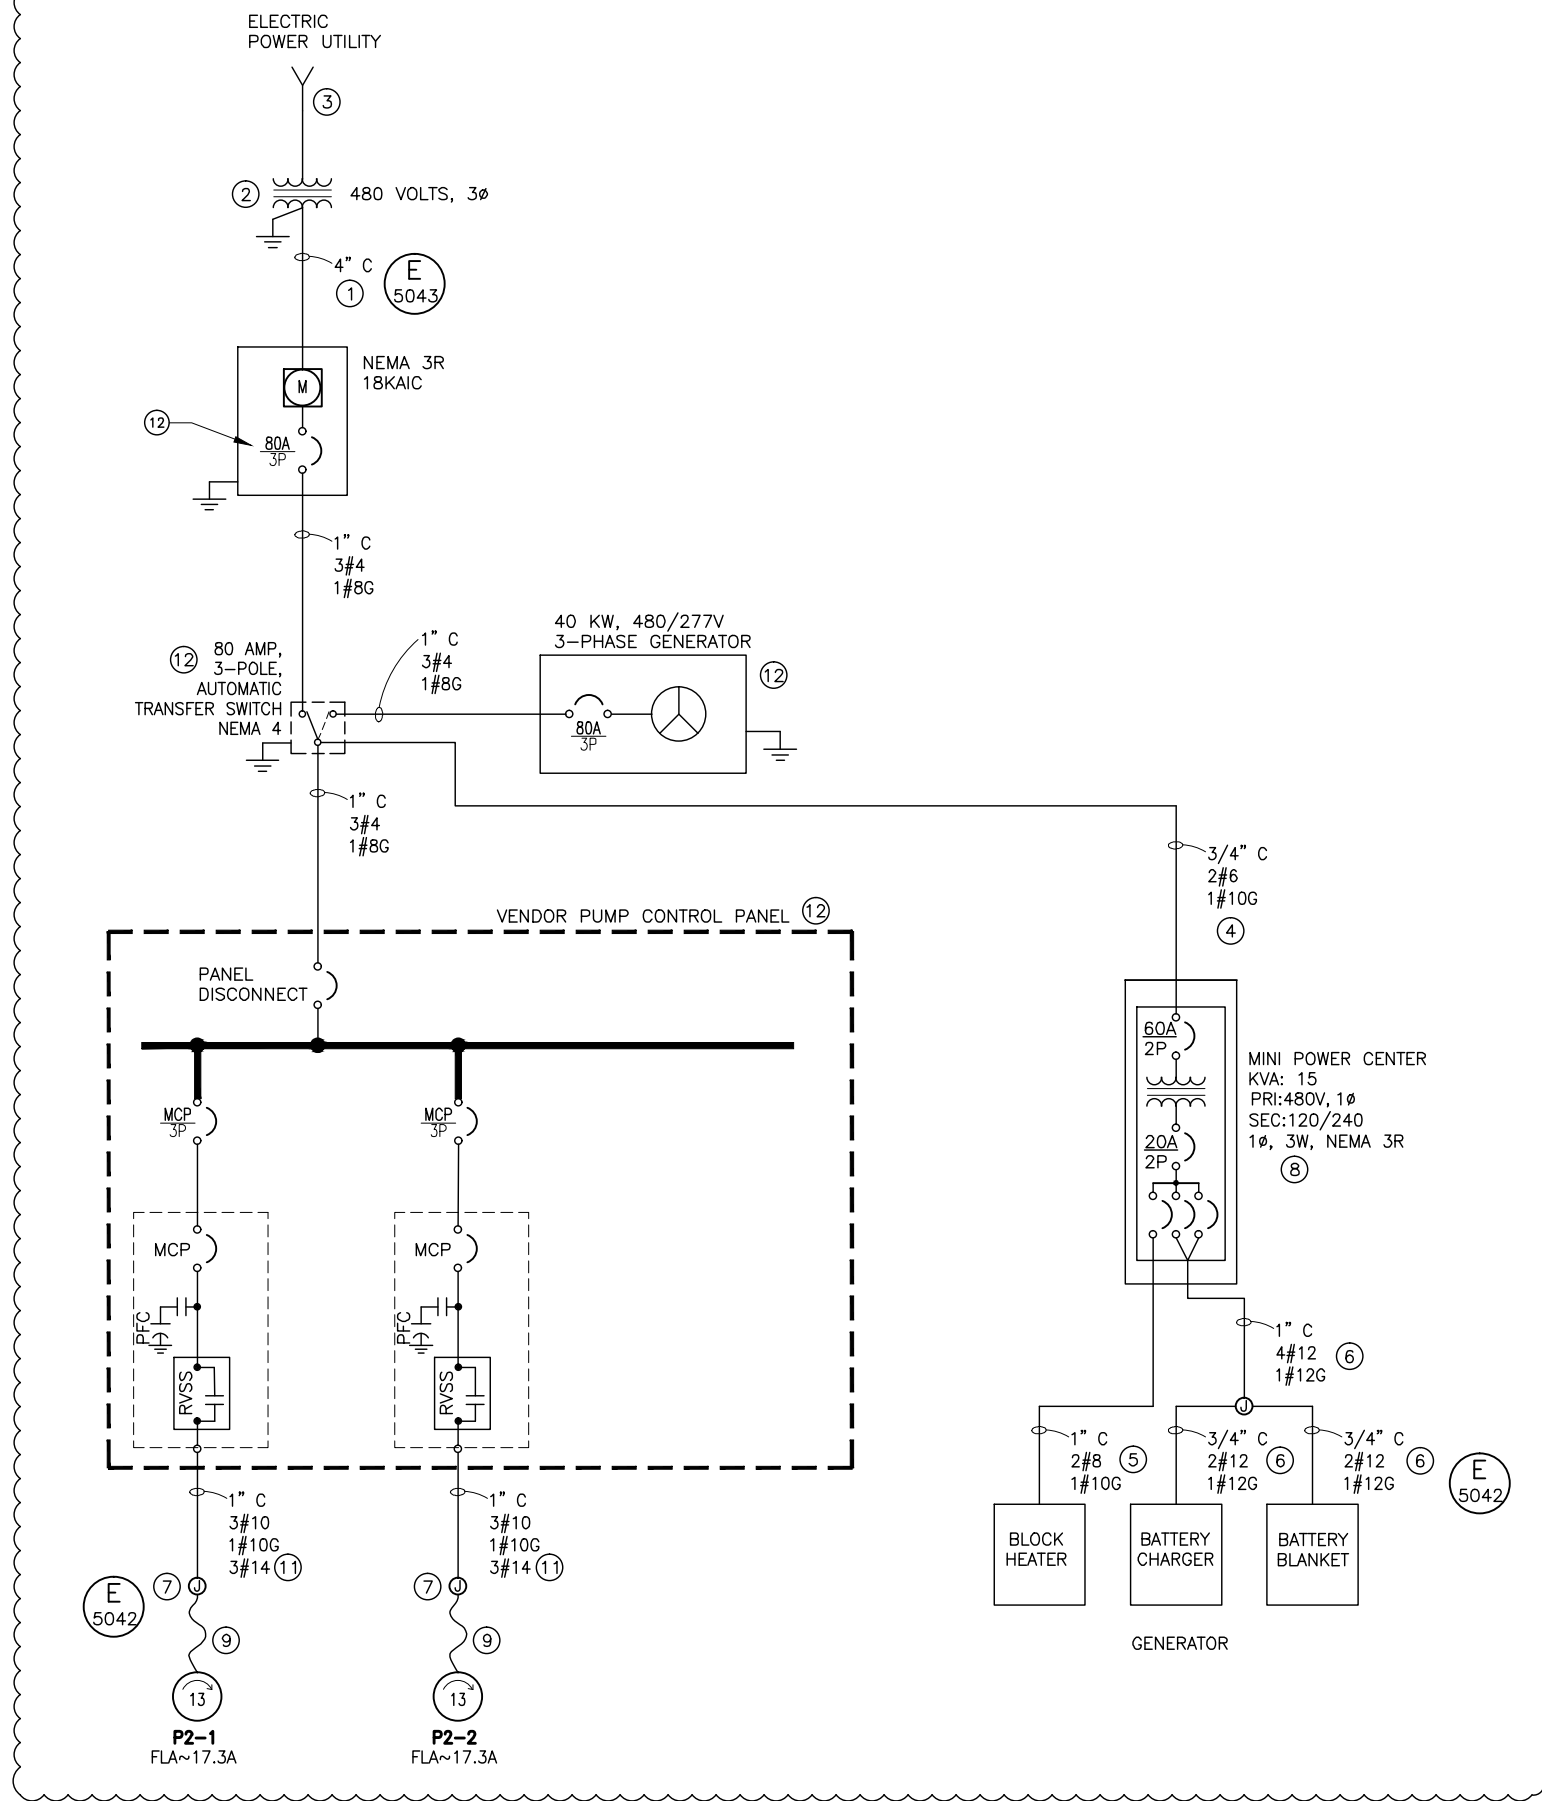 ELECTRIC
POWER UTILITY
3
2
480 VOLTS, 3ø
4" C
1
E
5043
NEMA 3R
18KAIC
M
12
80A
3P
1" C
3#4
1#8G
12
80 AMP,
3-POLE,
AUTOMATIC
TRANSFER SWITCH
NEMA 4
1" C
3#4
1#8G
40 KW, 480/277V
3-PHASE GENERATOR
12
80A
3P
1" C
3#4
1#8G
3/4" C
2#6
1#10G
4
VENDOR PUMP CONTROL PANEL
12
PANEL
DISCONNECT
MCP
3P
MCP
3P
MCP
MCP
PFC
PFC
RVSS
RVSS
60A
2P
20A
2P
MINI POWER CENTER
KVA: 15
PRI:480V, 1ø
SEC:120/240
1ø, 3W, NEMA 3R
8
1" C
4#12
1#12G
6
J
1" C
2#8
1#10G
5
3/4" C
2#12
1#12G
6
3/4" C
2#12
1#12G
6
E
5042
BLOCK
HEATER
BATTERY
CHARGER
BATTERY
BLANKET
GENERATOR
1" C
3#10
1#10G
3#14
11
1" C
3#10
1#10G
3#14
11
E
5042
7
J
7
J
9
9
13
13
P2-1
FLA~17.3A
P2-2
FLA~17.3A